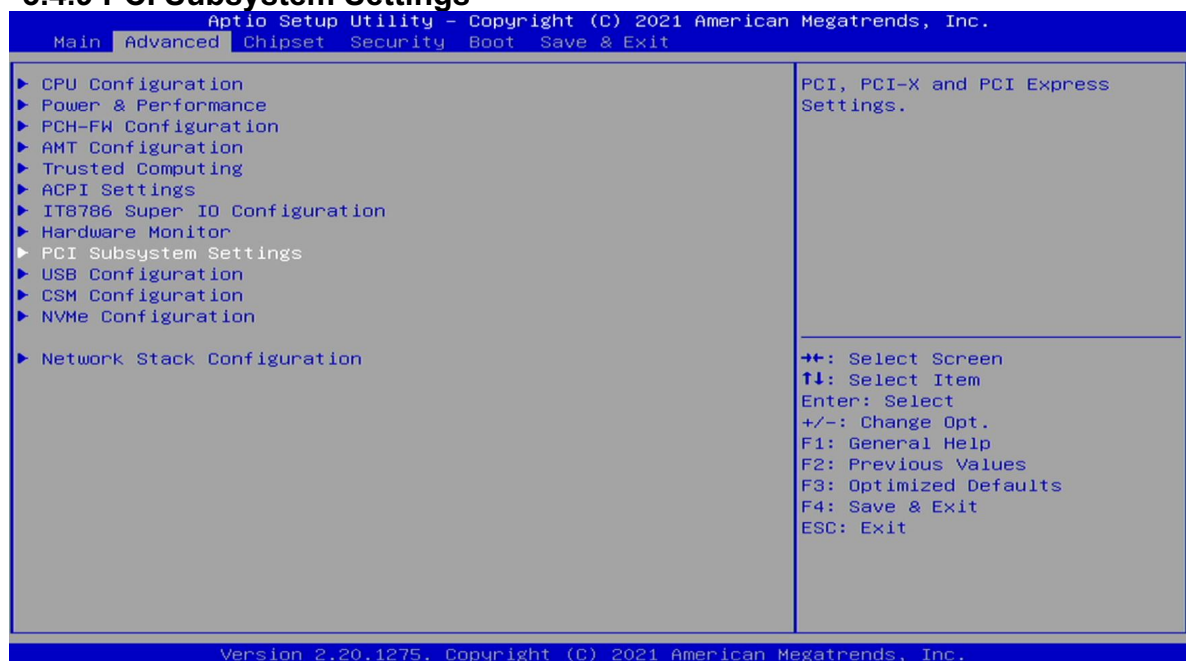 PCI Subsystem Settings
Aptio Setup Utility – Copyright (C) 2021 American Megatrends, Inc.
Main Advanced Chipset Security Boot Save & Exit
► CPU Configuration
► Power & Performance
► PCH-FW Configuration
► AMT Configuration
► Trusted Computing
► ACPI Settings
► IT8786 Super IO Configuration
► Hardware Monitor
► PCI Subsystem Settings
► USB Configuration
► CSM Configuration
► NVMe Configuration
► Network Stack Configuration
PCI, PCI-X and PCI Express
Settings.
→←: Select Screen
↑↓: Select Item
Enter: Select
+/-: Change Opt.
F1: General Help
F2: Previous Values
F3: Optimized Defaults
F4: Save & Exit
ESC: Exit
Version 2.20.1275. Copyright (C) 2021 American Megatrends, Inc.